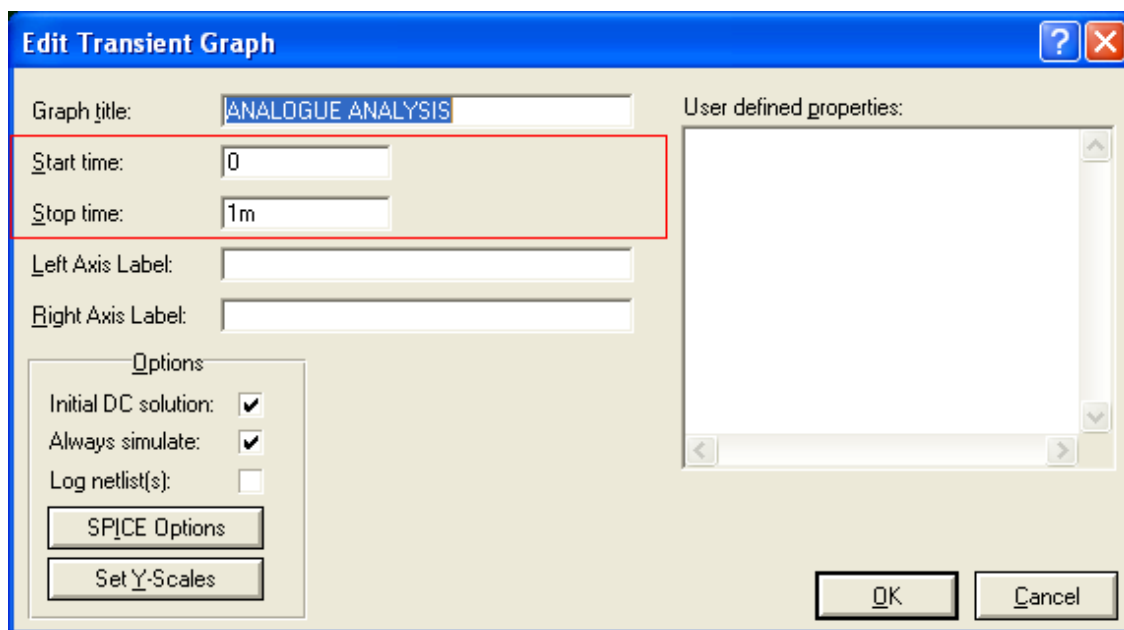 Edit Transient Graph
Graph title: ANALOGUE ANALYSIS
Start time: 0
Stop time: 1m
Left Axis Label:
Right Axis Label:
Options
Initial DC solution:
Always simulate:
Log netlist(s):
SPICE Options
Set Y-Scales
User defined properties:
OK
Cancel